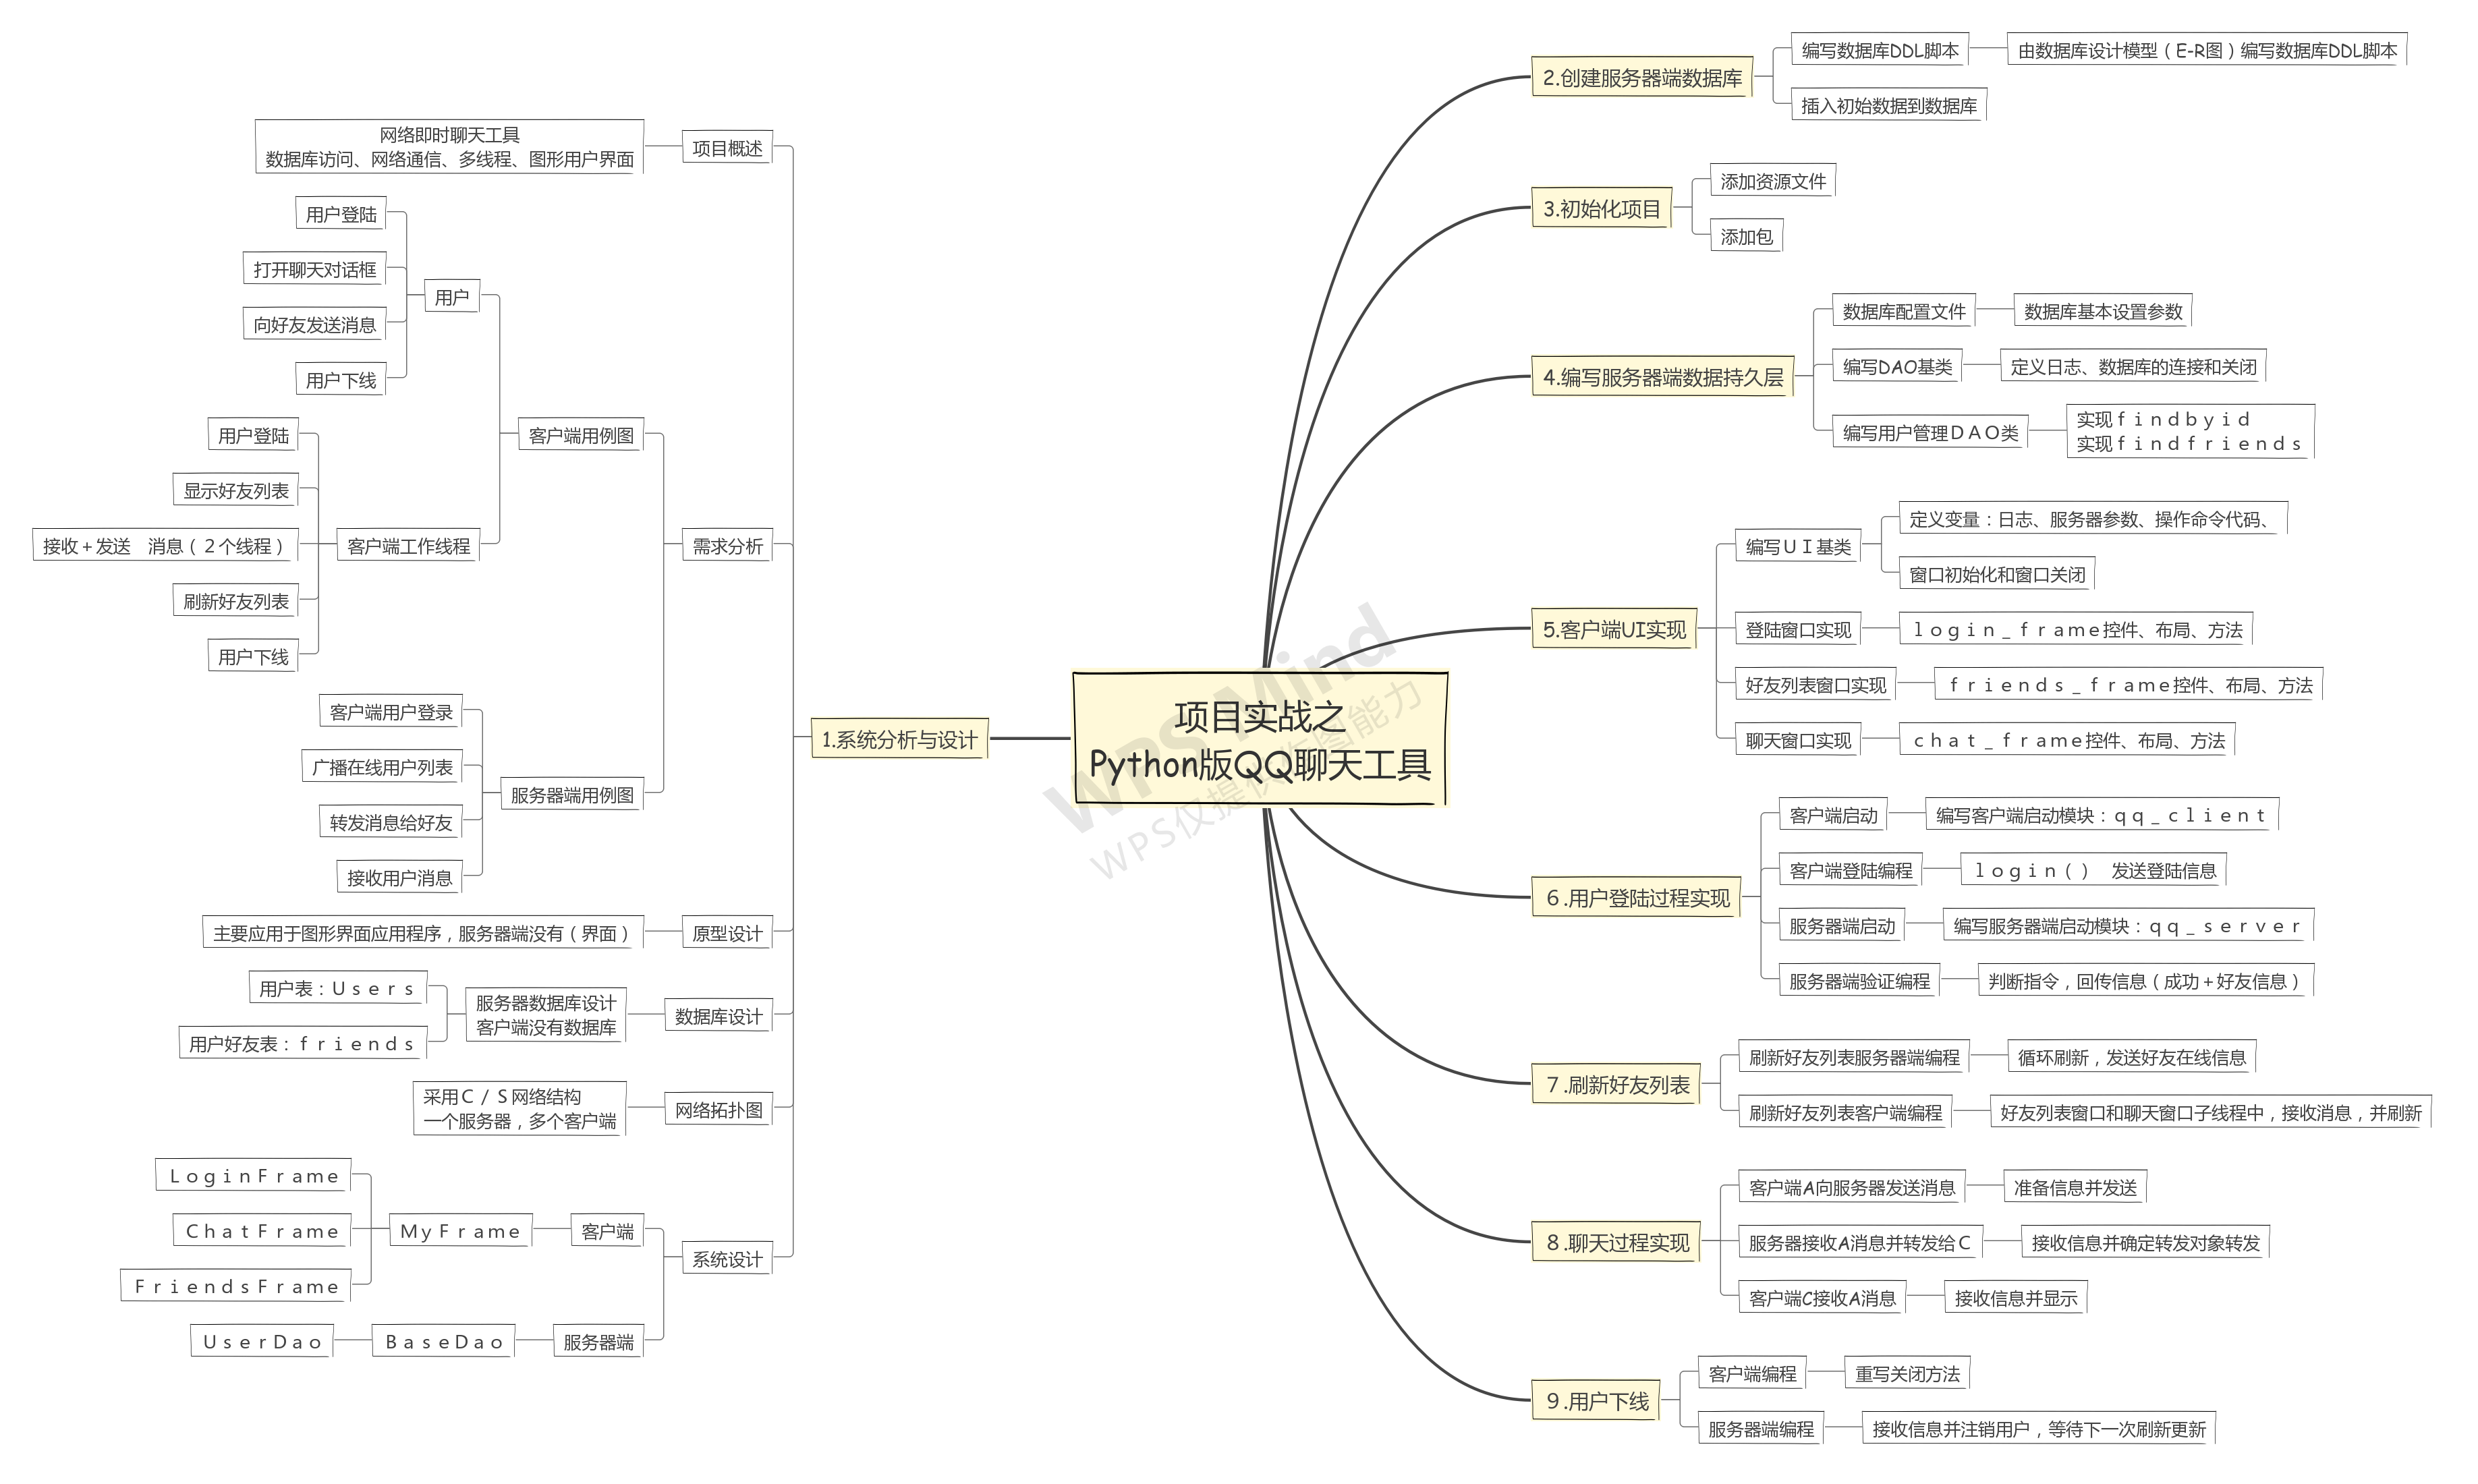 项目实战之
Python版QQ聊天工具
1.系统分析与设计
项目概述
网络即时聊天工具
数据库访问、网络通信、多线程、图形用户界面
需求分析
客户端用例图
用户
用户登陆
打开聊天对话框
向好友发送消息
用户下线
客户端工作线程
用户登陆
显示好友列表
接收＋发送　消息（２个线程）
刷新好友列表
用户下线
服务器端用例图
客户端用户登录
广播在线用户列表
转发消息给好友
接收用户消息
原型设计
主要应用于图形界面应用程序，服务器端没有（界面）
数据库设计
服务器数据库设计
客户端没有数据库
用户表：Ｕｓｅｒｓ
用户好友表：ｆｒｉｅｎｄｓ
网络拓扑图
采用Ｃ／Ｓ网络结构
一个服务器，多个客户端
系统设计
客户端
ＭｙＦｒａｍｅ
ＬｏｇｉｎＦｒａｍｅ
ＣｈａｔＦｒａｍｅ
ＦｒｉｅｎｄｓＦｒａｍｅ
服务器端
ＢａｓｅＤａｏ
ＵｓｅｒＤａｏ
2.创建服务器端数据库
编写数据库DDL脚本
由数据库设计模型（E-R图）编写数据库DDL脚本
插入初始数据到数据库
3.初始化项目
添加资源文件
添加包
4.编写服务器端数据持久层
数据库配置文件
数据库基本设置参数
编写DAO基类
定义日志、数据库的连接和关闭
编写用户管理ＤＡＯ类
实现ｆｉｎｄｂｙｉｄ
实现ｆｉｎｄｆｒｉｅｎｄｓ
5.客户端UI实现
编写ＵＩ基类
定义变量：日志、服务器参数、操作命令代码、
窗口初始化和窗口关闭
登陆窗口实现
ｌｏｇｉｎ＿ｆｒａｍｅ控件、布局、方法
好友列表窗口实现
ｆｒｉｅｎｄｓ＿ｆｒａｍｅ控件、布局、方法
聊天窗口实现
ｃｈａｔ＿ｆｒａｍｅ控件、布局、方法
６.用户登陆过程实现
客户端启动
编写客户端启动模块：ｑｑ＿ｃｌｉｅｎｔ
客户端登陆编程
ｌｏｇｉｎ（）　发送登陆信息
服务器端启动
编写服务器端启动模块：ｑｑ＿ｓｅｒｖｅｒ
服务器端验证编程
判断指令，回传信息（成功＋好友信息）
７.刷新好友列表
刷新好友列表服务器端编程
循环刷新，发送好友在线信息
刷新好友列表客户端编程
好友列表窗口和聊天窗口子线程中，接收消息，并刷新
８.聊天过程实现
客户端A向服务器发送消息
准备信息并发送
服务器接收A消息并转发给Ｃ
接收信息并确定转发对象转发
客户端C接收A消息
接收信息并显示
９.用户下线
客户端编程
重写关闭方法
服务器端编程
接收信息并注销用户，等待下一次刷新更新
WPS Mind
WPS仅提供作图能力